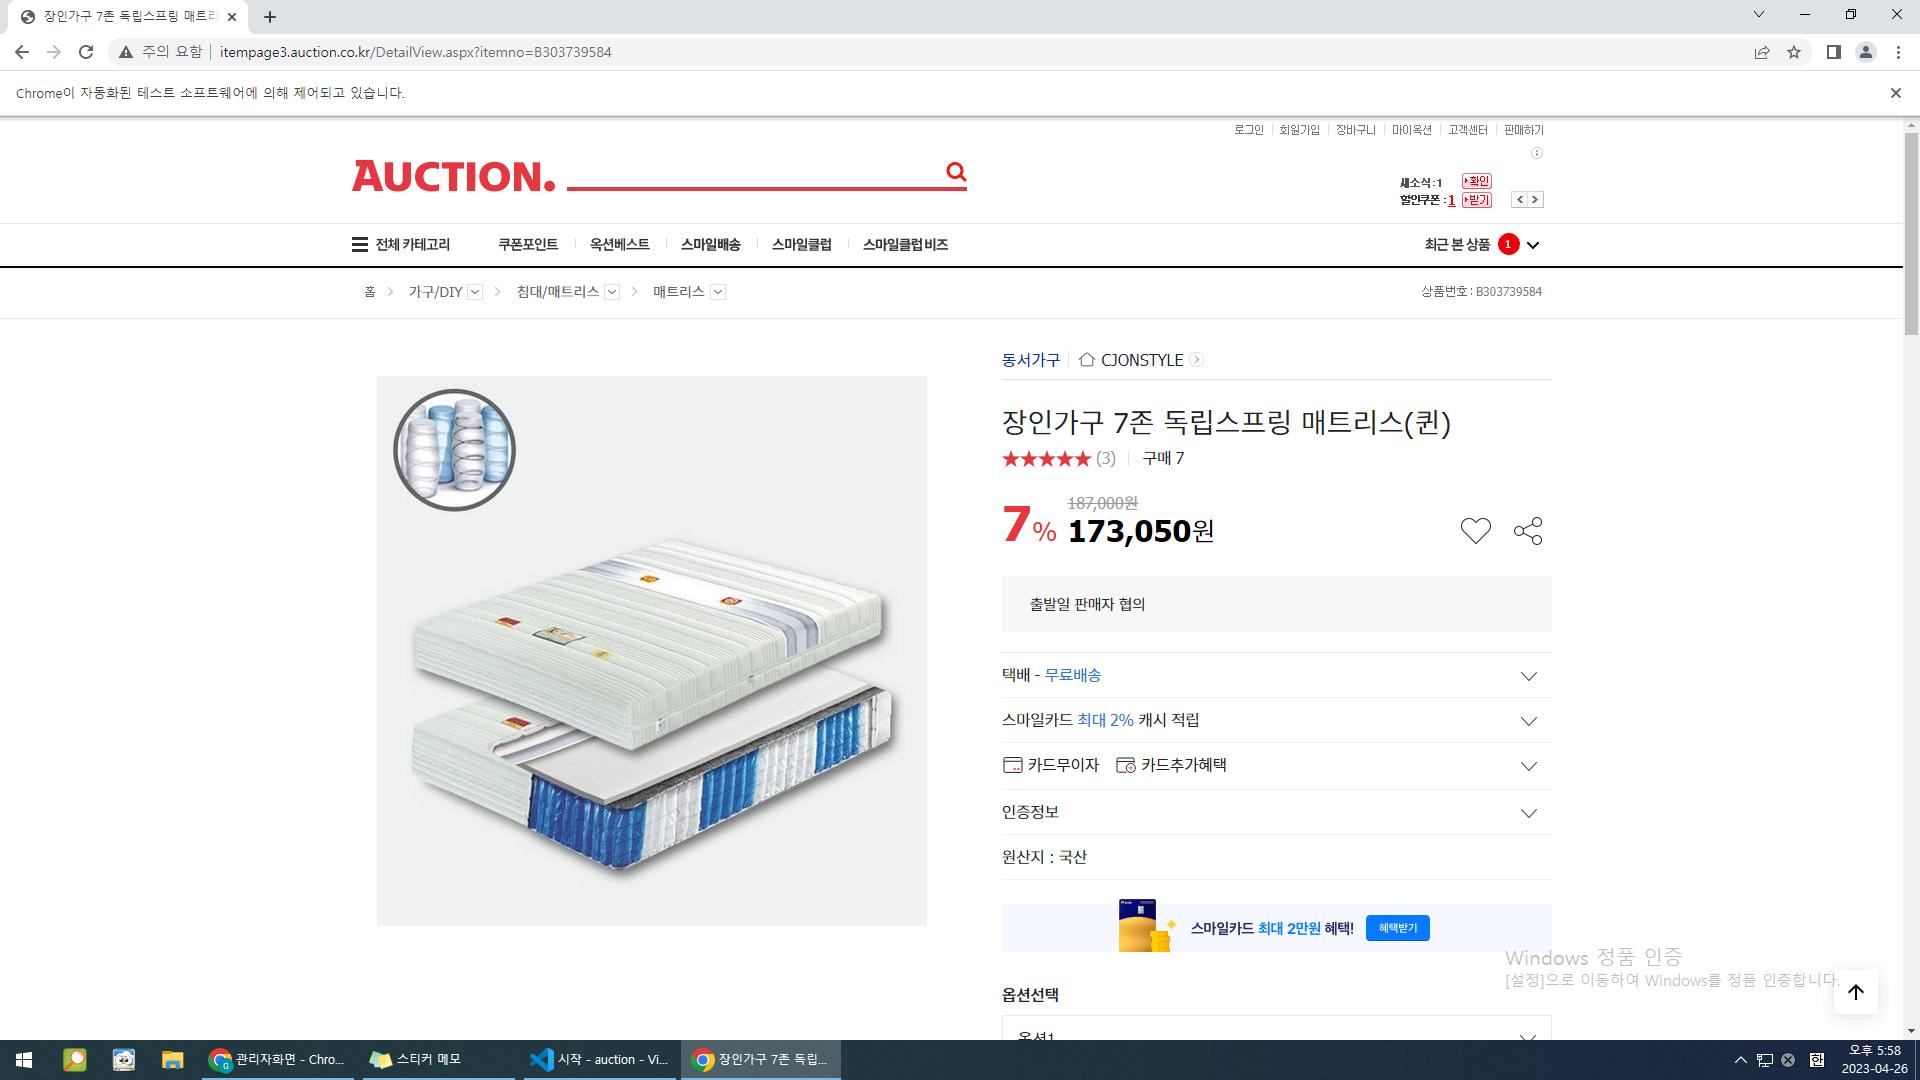 장인가구 7존 독립스프링 매트리
주의 요함
itempage3.auction.co.kr/DetailView.aspx?itemno=B303739584
Chrome이 자동화된 테스트 소프트웨어에 의해 제어되고 있습니다.
로그인 회원가입 장바구니 마이옥션 고객센터 판매하기
AUCTION.
새소식:1 확인
할인쿠폰:1 받기
전체 카테고리 쿠폰포인트 옥션베스트 스마일배송 스마일클럽 스마일클럽 비즈 최근 본 상품 1
홈 가구/DIY 침대/매트리스 매트리스 상품번호 : B303739584
동서가구 CJONSTYLE
장인가구 7존 독립스프링 매트리스(퀸)
(3) 구매 7
187,000원
7% 173,050원
출발일 판매자 협의
택배 - 무료배송
스마일카드 최대 2% 캐시 적립
카드무이자 카드추가혜택
인증정보
원산지 : 국산
스마일카드 최대 2만원 혜택! 혜택받기
Windows 정품 인증
[설정]으로 이동하여 Windows를 정품 인증합니다.
옵션선택
옵션1
관리자화면 - Chro...
스티커 메모
시작 - auction - Vi...
장인가구 7존 독립...
한
오후 5:58
2023-04-26